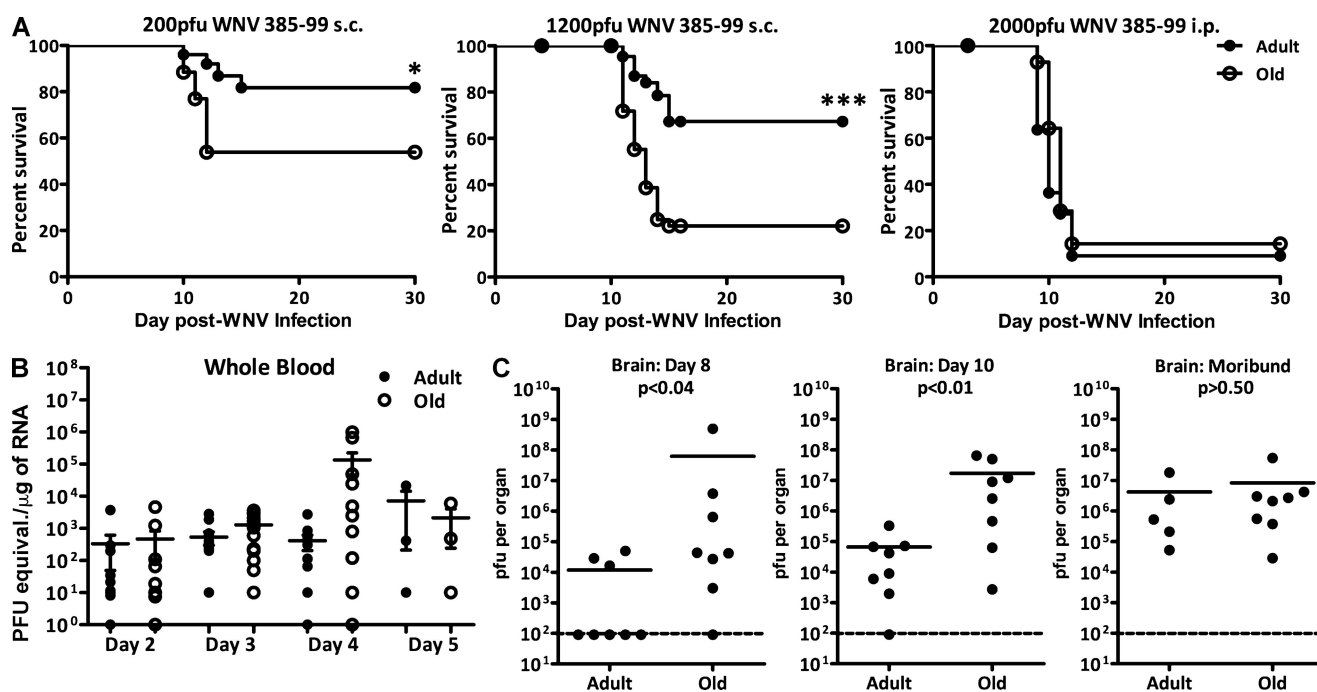 A
200pfu WNV 385-99 s.c.
Percent survival
100
80
60
40
20
0
*
0 10 20 30
Day post-WNV Infection
1200pfu WNV 385-99 s.c.
Percent survival
100
80
60
40
20
0
***
0 10 20 30
Day post-WNV Infection
2000pfu WNV 385-99 i.p.
Percent survival
100
80
60
40
20
0
0 10 20 30
Day post-WNV Infection
Adult
Old
B
Whole Blood
Adult
Old
PFU equival./µg of RNA
10⁸
10⁷
10⁶
10⁵
10⁴
10³
10²
10¹
10⁰
Day 2 Day 3 Day 4 Day 5
C
Brain: Day 8
p<0.04
pfu per organ
10¹⁰
10⁹
10⁸
10⁷
10⁶
10⁵
10⁴
10³
10²
10¹
Adult Old
Brain: Day 10
p<0.01
pfu per organ
10¹⁰
10⁹
10⁸
10⁷
10⁶
10⁵
10⁴
10³
10²
10¹
Adult Old
Brain: Moribund
p>0.50
pfu per organ
10¹⁰
10⁹
10⁸
10⁷
10⁶
10⁵
10⁴
10³
10²
10¹
Adult Old